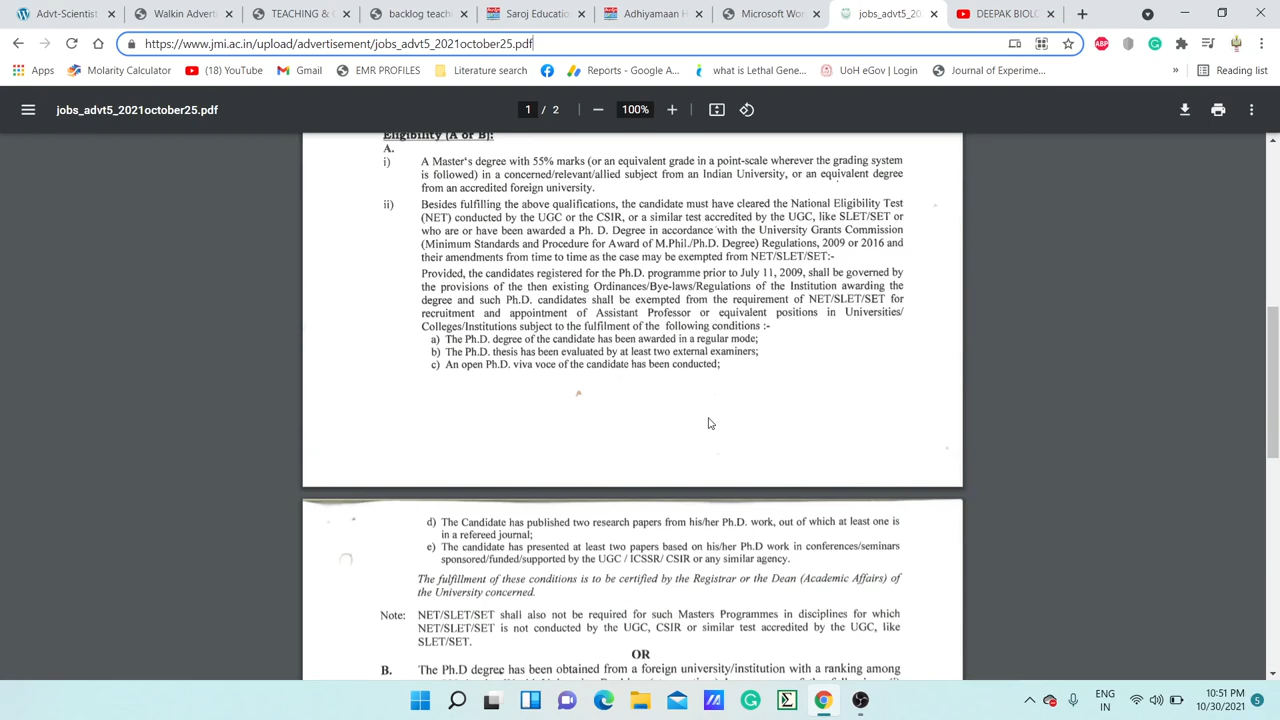 Advt-Scientist
Walkin Advert
TEACHING &
backlog teach
Saroj Educatio
Adhiyamaan H
Microsoft Wo
jobs_advt5_20
DEEPAK BIOL
https://www.jmi.ac.in/upload/advertisement/jobs_advt5_2021october25.pdf
Apps
Molarity Calculator
(18) YouTube
Gmail
EMR PROFILES
Literature search
Reports - Google A...
what is Lethal Gene...
UoH eGov | Login
Journal of Experime...
»
Reading list
jobs_advt5_2021october25.pdf
1 / 2
100%
Eligibility (A or B):
A.
i) A Master's degree with 55% marks (or an equivalent grade in a point-scale wherever the grading system
is followed) in a concerned/relevant/allied subject from an Indian University, or an equivalent degree
from an accredited foreign university.
ii) Besides fulfilling the above qualifications, the candidate must have cleared the National Eligibility Test
(NET) conducted by the UGC or the CSIR, or a similar test accredited by the UGC, like SLET/SET or
who are or have been awarded a Ph. D. Degree in accordance with the University Grants Commission
(Minimum Standards and Procedure for Award of M.Phil./Ph.D. Degree) Regulations, 2009 or 2016 and
their amendments from time to time as the case may be exempted from NET/SLET/SET:-
Provided, the candidates registered for the Ph.D. programme prior to July 11, 2009, shall be governed by
the provisions of the then existing Ordinances/Bye-laws/Regulations of the Institution awarding the
degree and such Ph.D. candidates shall be exempted from the requirement of NET/SLET/SET for
recruitment and appointment of Assistant Professor or equivalent positions in Universities/
Colleges/Institutions subject to the fulfilment of the following conditions :-
a) The Ph.D. degree of the candidate has been awarded in a regular mode;
b) The Ph.D. thesis has been evaluated by at least two external examiners;
c) An open Ph.D. viva voce of the candidate has been conducted;
d) The Candidate has published two research papers from his/her Ph.D. work, out of which at least one is
in a refereed journal;
e) The candidate has presented at least two papers based on his/her Ph.D work in conferences/seminars
sponsored/funded/supported by the UGC / ICSSR/ CSIR or any similar agency.
The fulfillment of these conditions is to be certified by the Registrar or the Dean (Academic Affairs) of
the University concerned.
Note: NET/SLET/SET shall also not be required for such Masters Programmes in disciplines for which
NET/SLET/SET is not conducted by the UGC, CSIR or similar test accredited by the UGC, like
SLET/SET.
OR
B. The Ph.D degree has been obtained from a foreign university/institution with a ranking among
ENG
IN
10:51 PM
10/30/2021
5